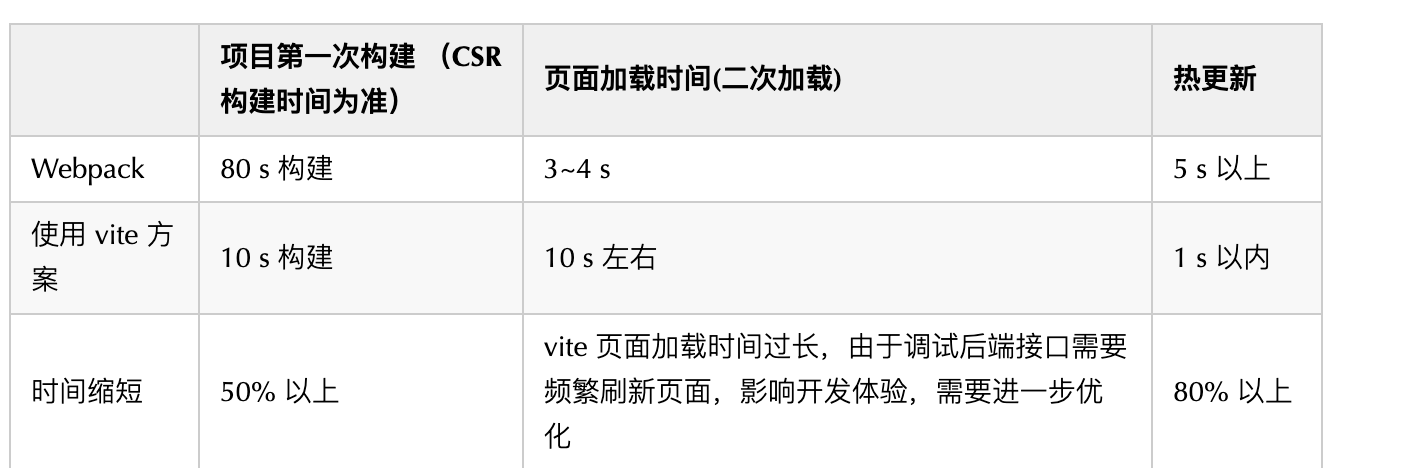 项目第一次构建 （CSR
构建时间为准）
页面加载时间(二次加载)
热更新
Webpack
80 s 构建
3~4 s
5 s 以上
使用 vite 方
案
10 s 构建
10 s 左右
1 s 以内
时间缩短
50% 以上
vite 页面加载时间过长，由于调试后端接口需要
频繁刷新页面，影响开发体验，需要进一步优
化
80% 以上